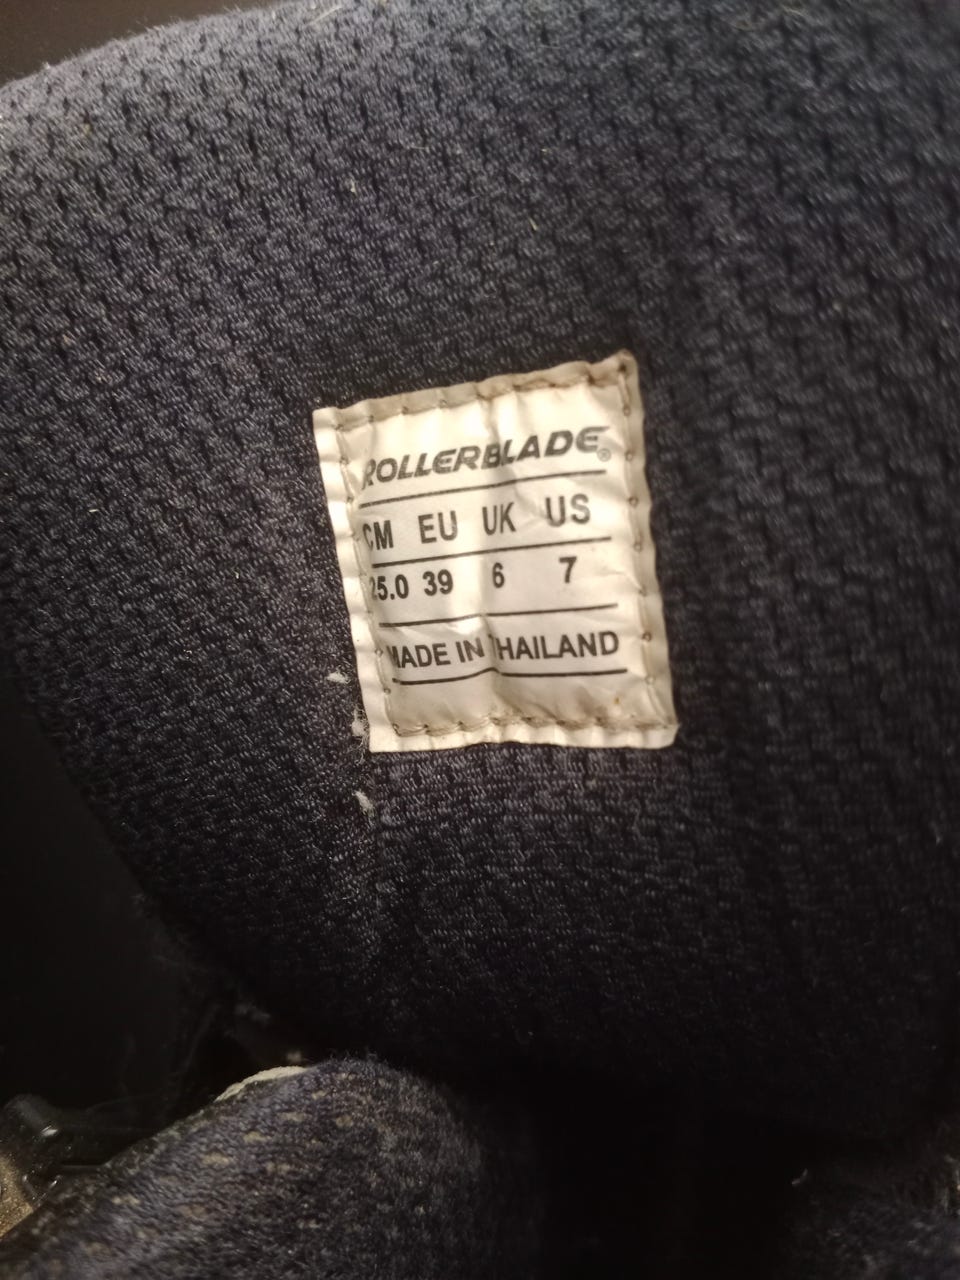 ROLLERBLADE®
CM EU UK US
25.0 39 6 7
MADE IN THAILAND